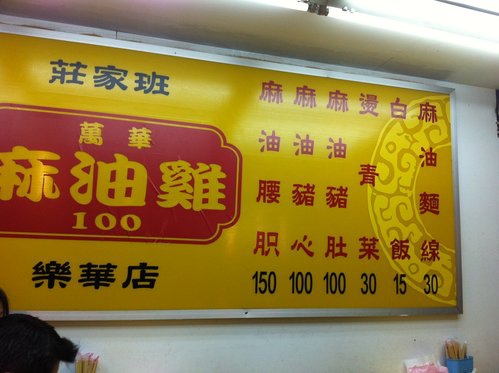 莊家班
萬華
麻油雞
100
樂華店
麻油腰胑 150
麻油豬心 100
麻油豬肚 100
燙青菜 30
白飯 15
麻油麵線 30